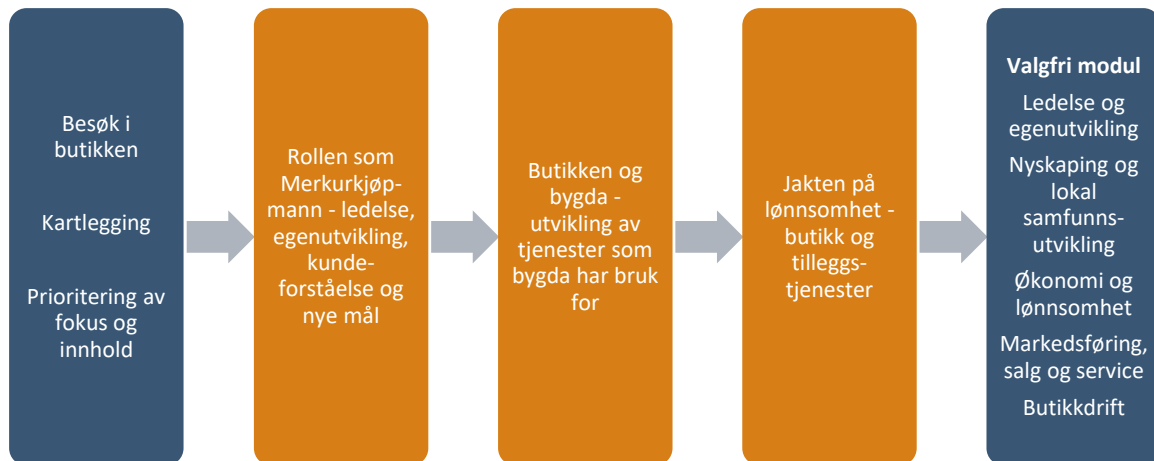 Besøk i
butikken
Kartlegging
Prioritering av
fokus og
innhold
Rollen som
Merkurkjøp-
mann - ledelse,
egenutvikling,
kunde-
forståelse og
nye mål
Butikken og
bygda -
utvikling av
tjenester som
bygda har bruk
for
Jakten på
lønnsomhet -
butikk og
tilleggs-
tjenester
Valgfri modul
Ledelse og
egenutvikling
Nyskaping og
lokal
samfunns-
utvikling
Økonomi og
lønnsomhet
Markedsføring,
salg og service
Butikkdrift